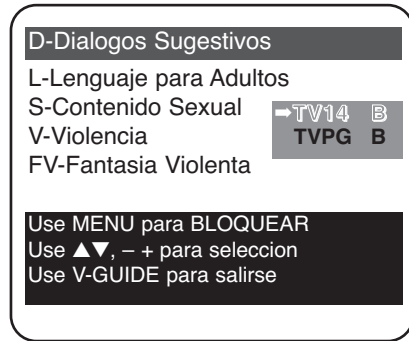 D-Dialogos Sugestivos
L-Lenguaje para Adultos
S-Contenido Sexual
V-Violencia
FV-Fantasia Violenta
➡TV14 B
TVPG B
Use MENU para BLOQUEAR
Use ▲▼, – + para seleccion
Use V-GUIDE para salirse